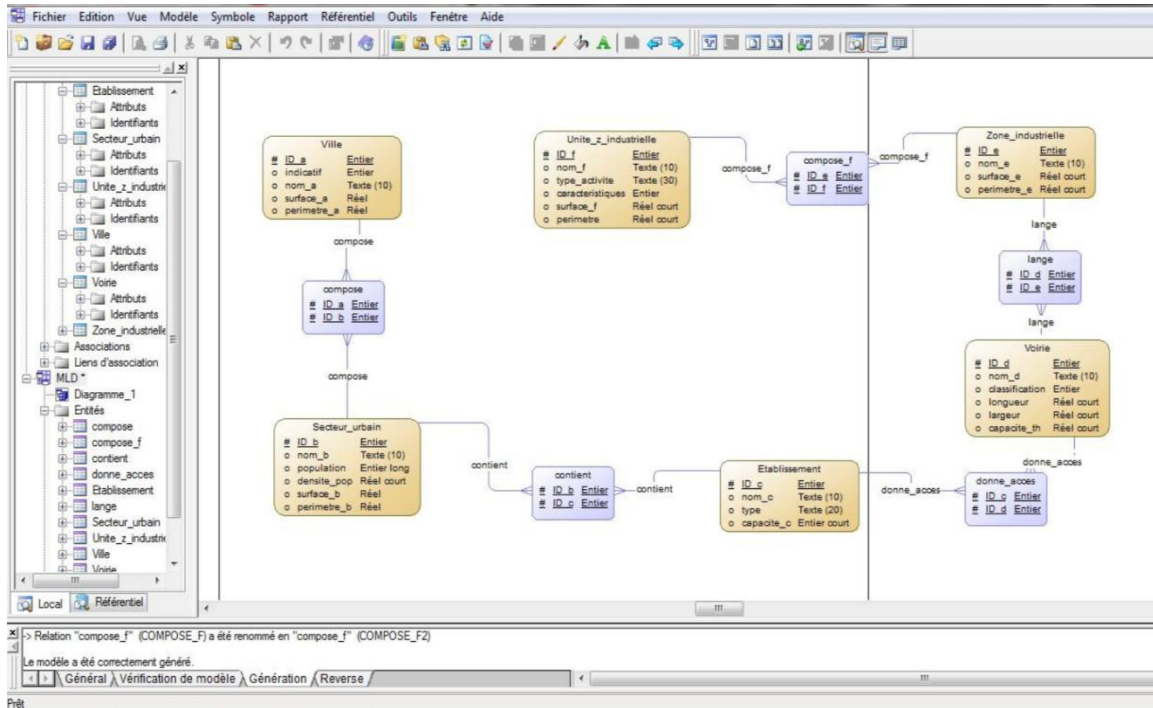 Fichier Edition Vue Modèle Symbole Rapport Référentiel Outils Fenêtre Aide
Etablissement
Attributs
Identifiants
Secteur_urbain
Attributs
Identifiants
Unite_z_industrie
Attributs
Identifiants
Ville
Attributs
Identifiants
Voirie
Attributs
Identifiants
Zone_industrielle
Associations
Liens d'association
MLD *
Diagramme_1
Entités
compose
compose_f
contient
donne_acces
Etablissement
lange
Secteur_urbain
Unite_z_industrie
Ville
Voirie
Local Référentiel
Ville
# ID_a Entier
o indicatif Entier
o nom_a Texte (10)
o surface_a Réel
o perimetre_a Réel
compose
compose
# ID_a Entier
# ID_b Entier
compose
Secteur_urbain
# ID_b Entier
o nom_b Texte (10)
o population Entier long
o densite_pop Réel court
o surface_b Réel
o perimetre_b Réel
contient
contient
# ID_b Entier
# ID_c Entier
contient
Etablissement
# ID_c Entier
o nom_c Texte (10)
o type Texte (20)
o capacite_c Entier court
donne_acces
donne_acces
# ID_c Entier
# ID_d Entier
donne_acces
Unite_z_industrielle
# ID_f Entier
o nom_f Texte (10)
o type_activite Texte (30)
o caracteristiques Entier
o surface_f Réel court
o perimetre Réel court
compose_f
compose_f
# ID_e Entier
# ID_f Entier
compose_f
Zone_industrielle
# ID_e Entier
o nom_e Texte (10)
o surface_e Réel court
o perimetre_e Réel court
lange
lange
# ID_d Entier
# ID_e Entier
lange
Voirie
# ID_d Entier
o nom_d Texte (10)
o classification Entier
o longueur Réel court
o largeur Réel court
o capacite_th Réel court
-> Relation "compose_f" (COMPOSE_F) a été renommé en "compose_f" (COMPOSE_F2)
Le modèle a été correctement généré.
Général Vérification de modèle Génération Reverse
Prêt